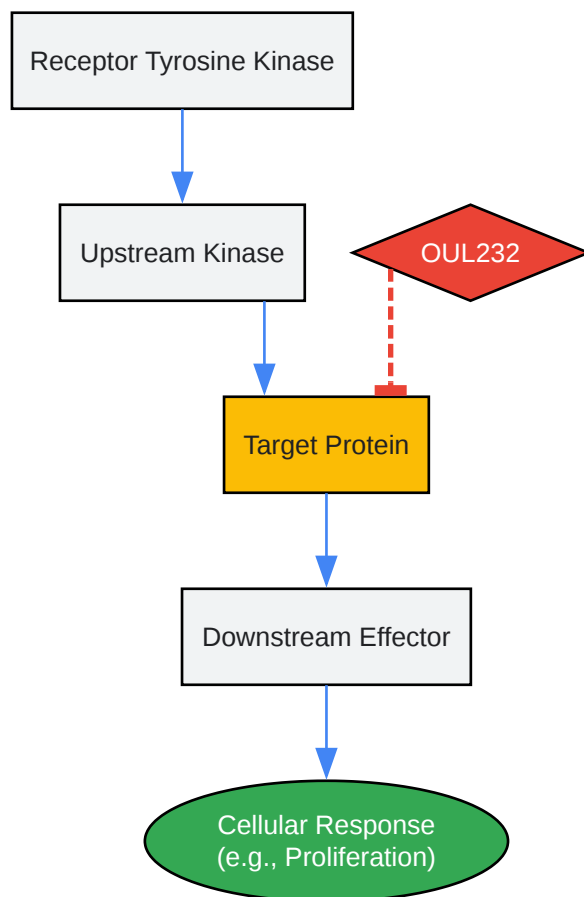 Receptor Tyrosine Kinase
Upstream Kinase
OUL232
Target Protein
Downstream Effector
Cellular Response
(e.g., Proliferation)